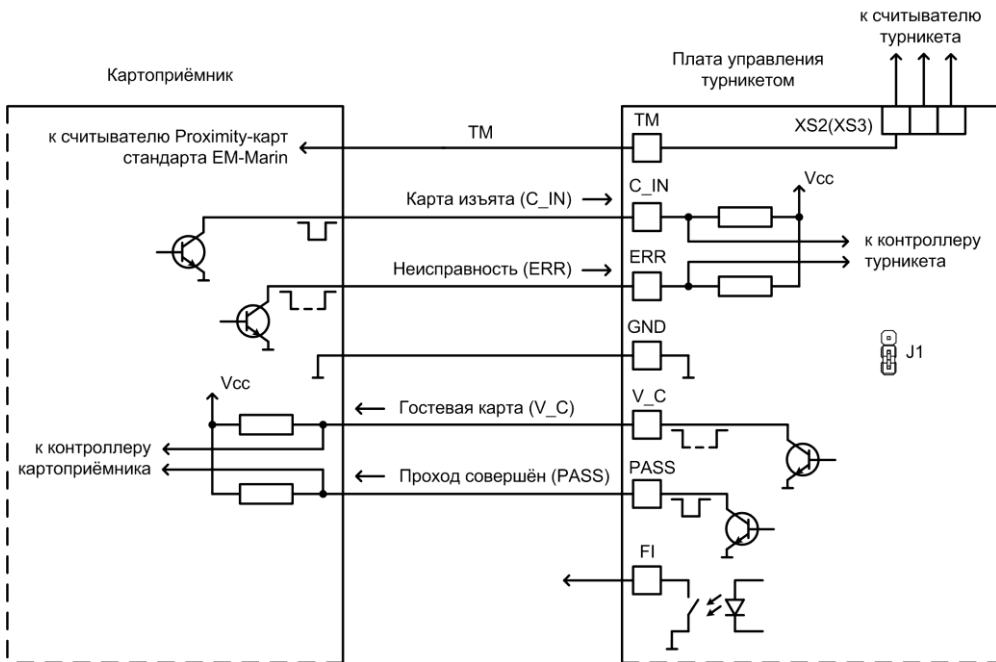 к считывателю
турникета
Картоприёмник
Плата управления
турникетом
к считывателю Proximity-карт
стандарта EM-Marin
TM
TM
XS2(XS3)
Карта изъята (C_IN)
C_IN
Vcc
к контроллеру
турникета
Неисправность (ERR)
ERR
GND
J1
Vcc
Гостевая карта (V_C)
V_C
к контроллеру
картоприёмника
Проход совершён (PASS)
PASS
FI